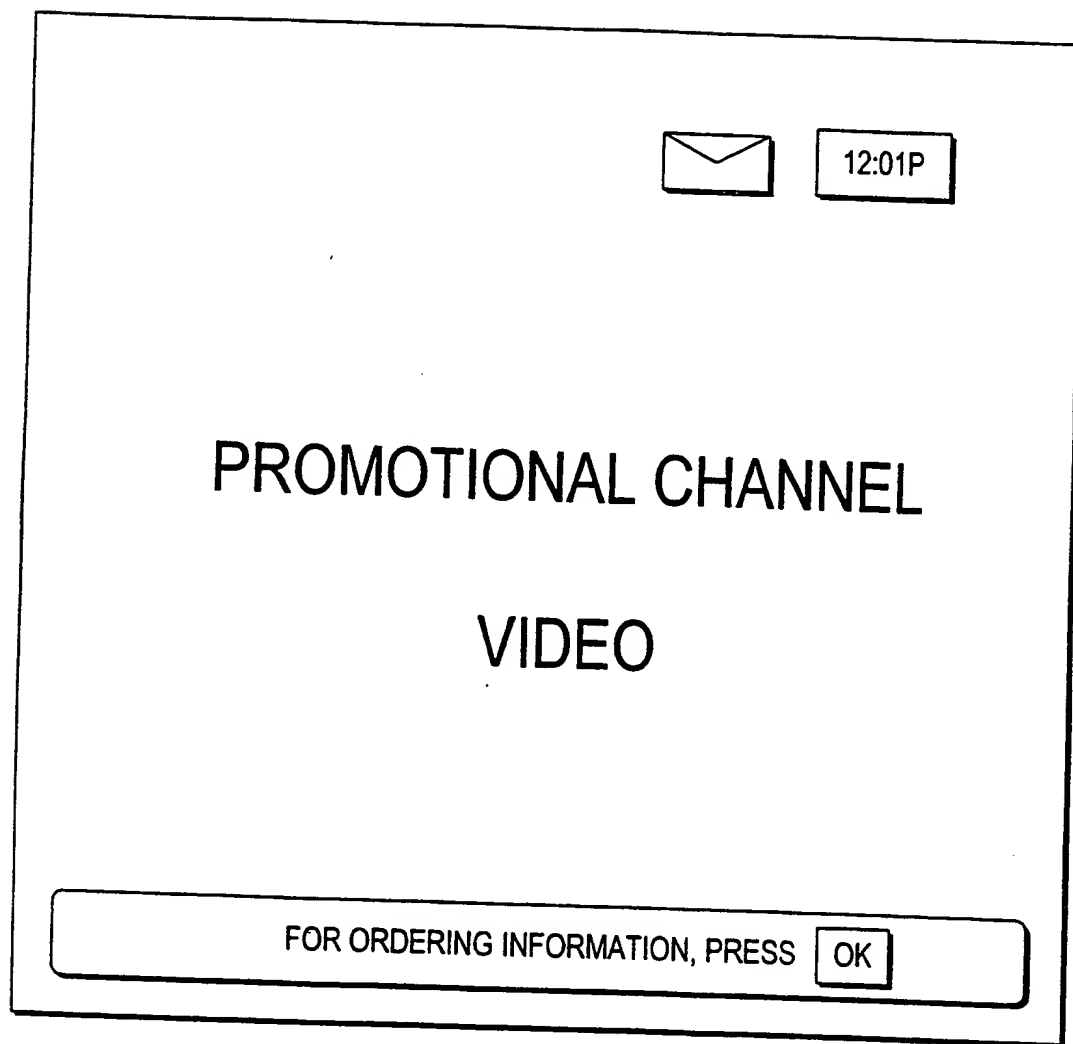 12:01P
PROMOTIONAL CHANNEL
VIDEO
FOR ORDERING INFORMATION, PRESS OK